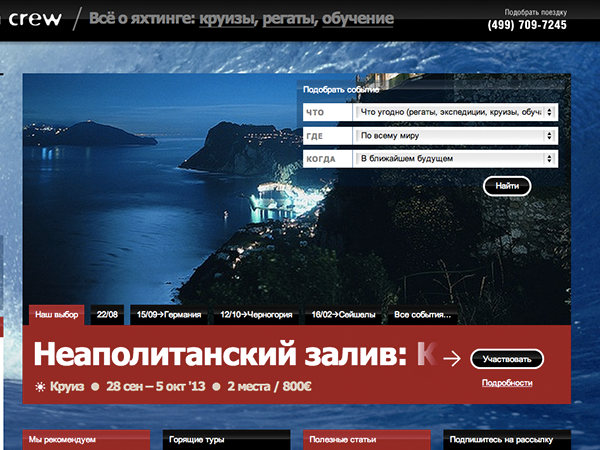 crew / Всё о яхтинге: круизы, регаты, обучение
Подобрать поездку
(499) 709-7245
Подобрать событие
ЧТО Что угодно (регаты, экспедиции, круизы, обуча
ГДЕ По всему миру
КОГДА В ближайшем будущем
Найти
Наш выбор 22/08 15/09→Германия 12/10→Черногория 16/02→Сейшелы Все события...
Неаполитанский залив: К → Участвовать
Круиз 28 сен – 5 окт '13 2 места / 800€ Подробности
Мы рекомендуем Горящие туры Полезные статьи Подпишитесь на рассылку